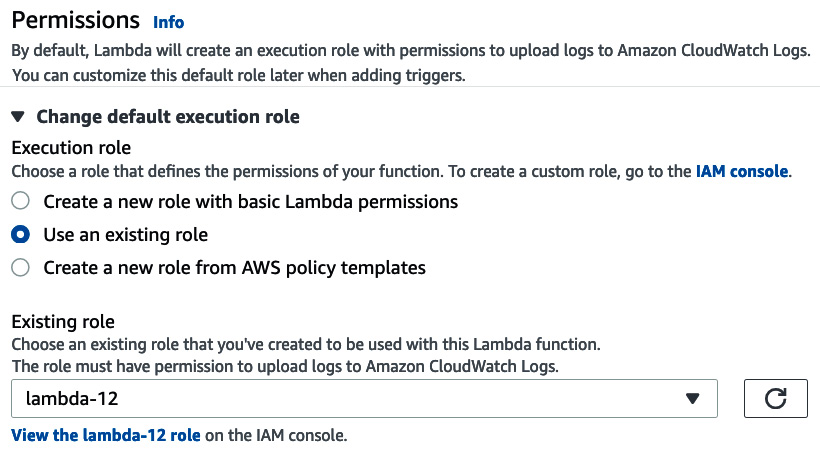 Permissions Info
By default, Lambda will create an execution role with permissions to upload logs to Amazon CloudWatch Logs.
You can customize this default role later when adding triggers.
Change default execution role
Execution role
Choose a role that defines the permissions of your function. To create a custom role, go to the IAM console.
Create a new role with basic Lambda permissions
Use an existing role
Create a new role from AWS policy templates
Existing role
Choose an existing role that you've created to be used with this Lambda function.
The role must have permission to upload logs to Amazon CloudWatch Logs.
lambda-12
View the lambda-12 role on the IAM console.